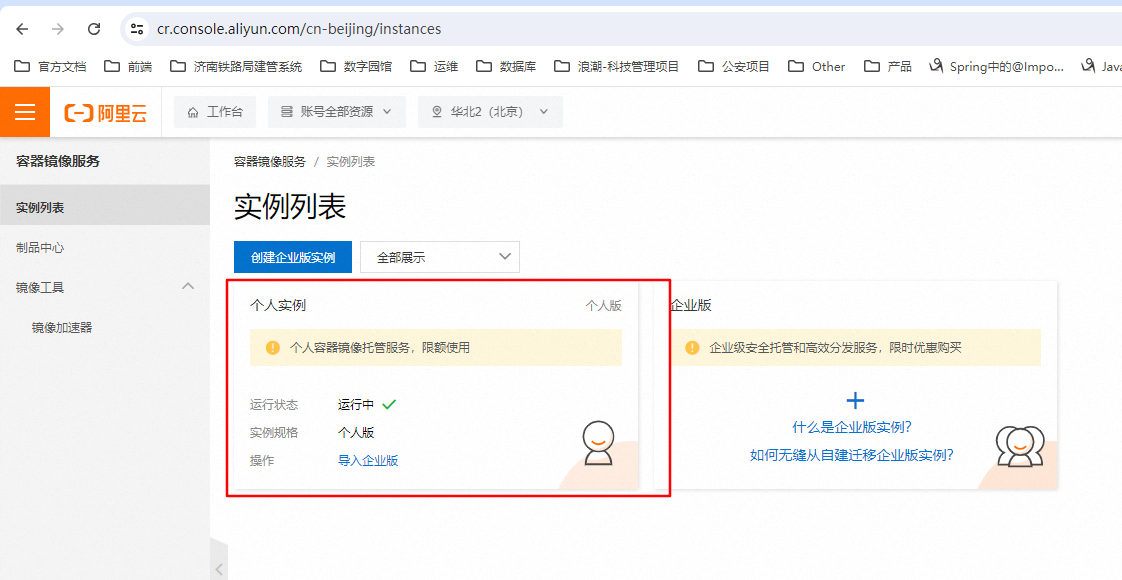 cr.console.aliyun.com/cn-beijing/instances
官方文档 前端 济南铁路局建管系统 数字园馆 运维 数据库 浪潮-科技管理项目 公安项目 Other 产品 Spring中的@Impo... Java
阿里云 工作台 账号全部资源 华北2（北京）
容器镜像服务
实例列表
制品中心
镜像工具
镜像加速器
容器镜像服务 / 实例列表
实例列表
创建企业版实例 全部展示
个人实例 个人版
个人容器镜像托管服务，限额使用
运行状态 运行中
实例规格 个人版
操作 导入企业版
企业版
企业级安全托管和高效分发服务，限时优惠购买
什么是企业版实例?
如何无缝从自建迁移企业版实例?